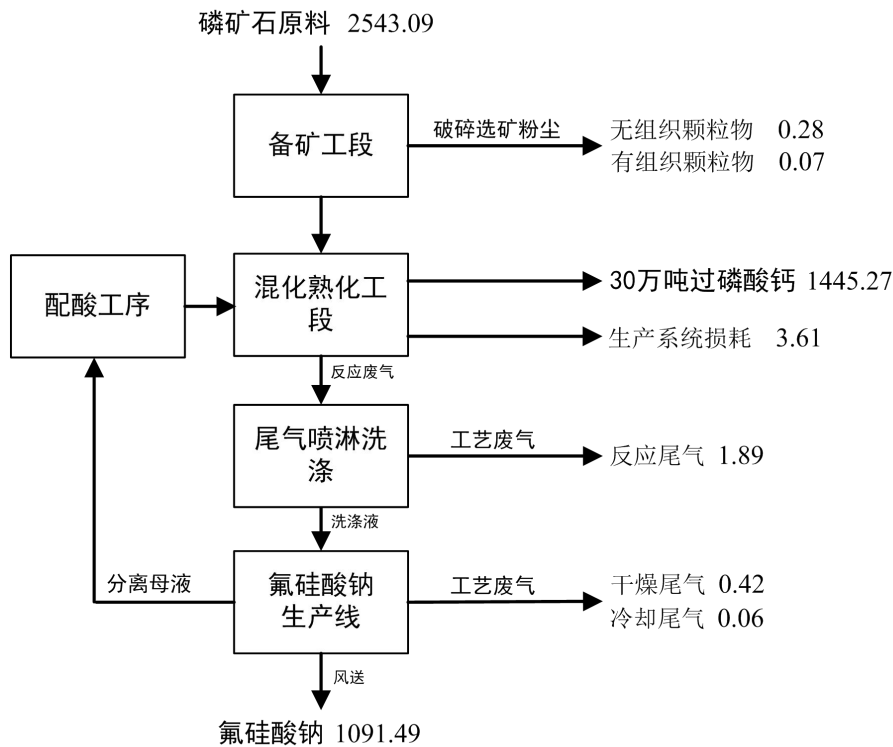 磷矿石原料 2543.09
备矿工段
破碎选矿粉尘
无组织颗粒物 0.28
有组织颗粒物 0.07
配酸工序
混化熟化工
段
30万吨过磷酸钙 1445.27
生产系统损耗 3.61
反应废气
尾气喷淋洗
涤
工艺废气
反应尾气 1.89
洗涤液
分离母液
氟硅酸钠
生产线
工艺废气
干燥尾气 0.42
冷却尾气 0.06
风送
氟硅酸钠 1091.49